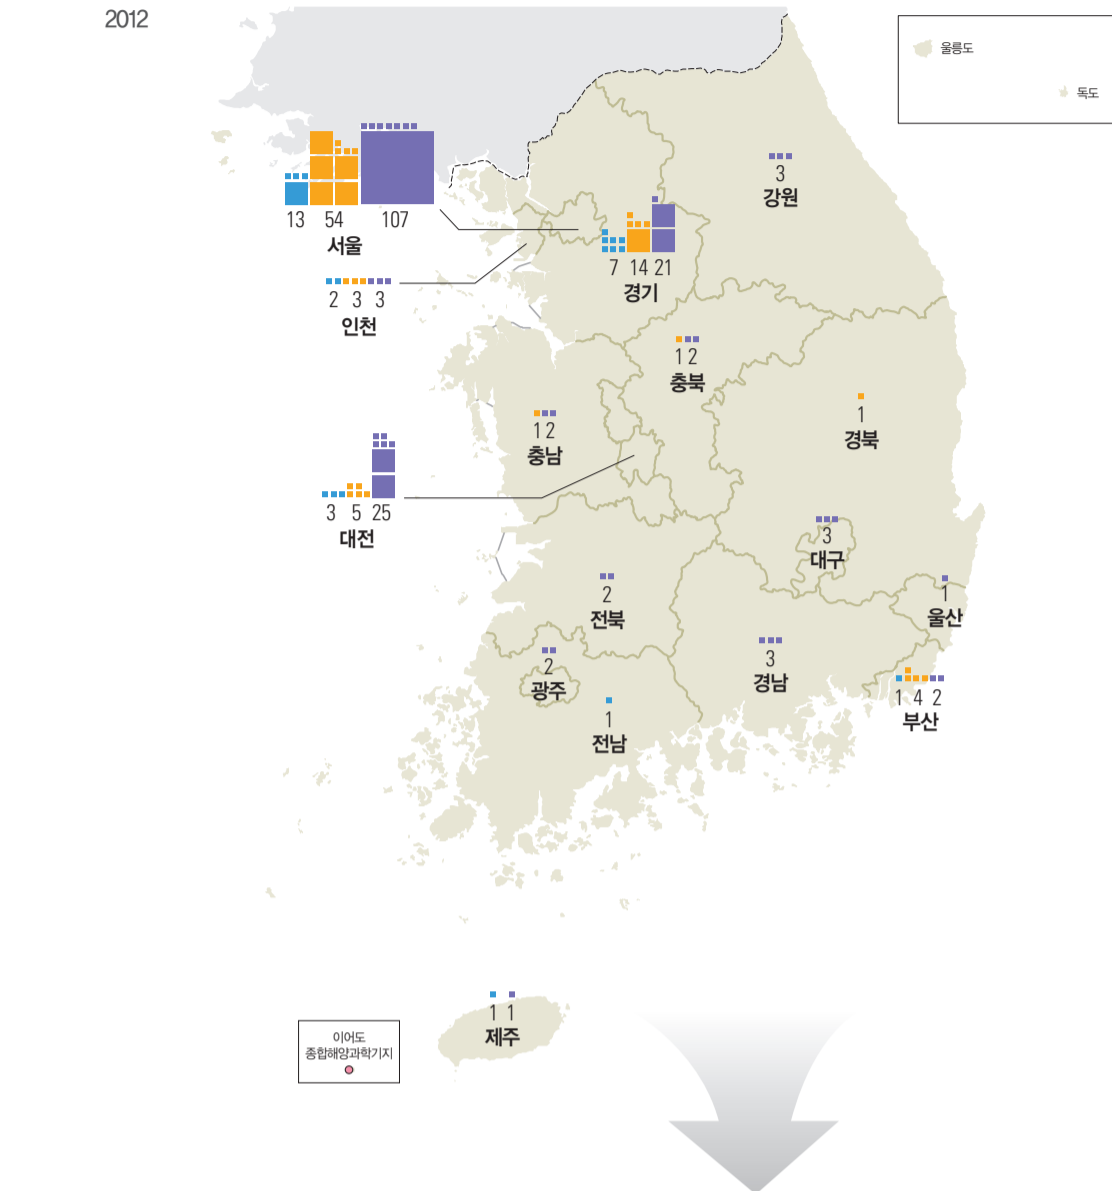 2012
울릉도
독도
3
강원
13 54 107
서울
7 14 21
경기
2 3 3
인천
1 2
충북
1
경북
1 2
충남
3 5 25
대전
3
대구
1
울산
2
전북
3
경남
2
광주
1 4 2
부산
1
전남
1 1
제주
이어도
종합해양과학기지